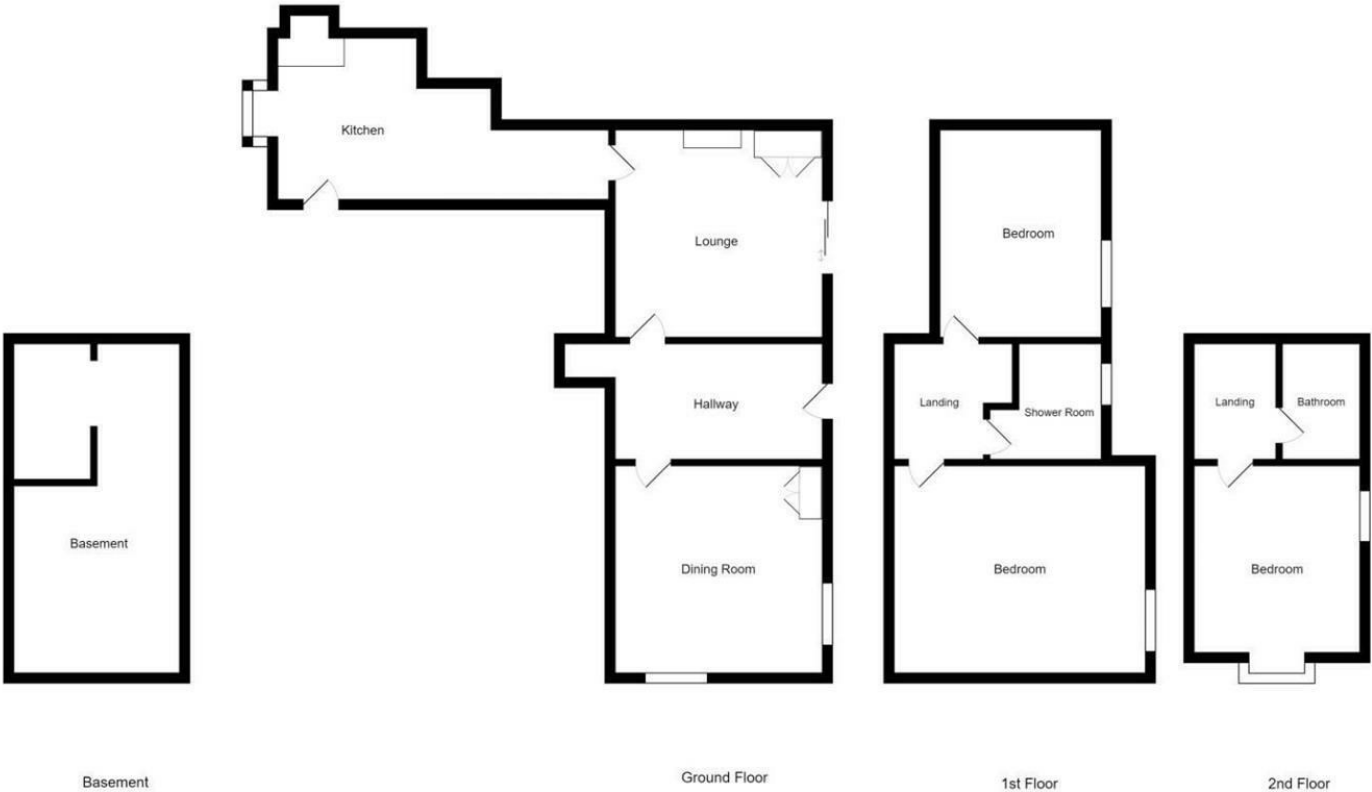 Kitchen
Lounge
Hallway
Dining Room
Basement
Bedroom
Landing
Shower Room
Bedroom
Landing
Bathroom
Bedroom
Basement
Ground Floor
1st Floor
2nd Floor